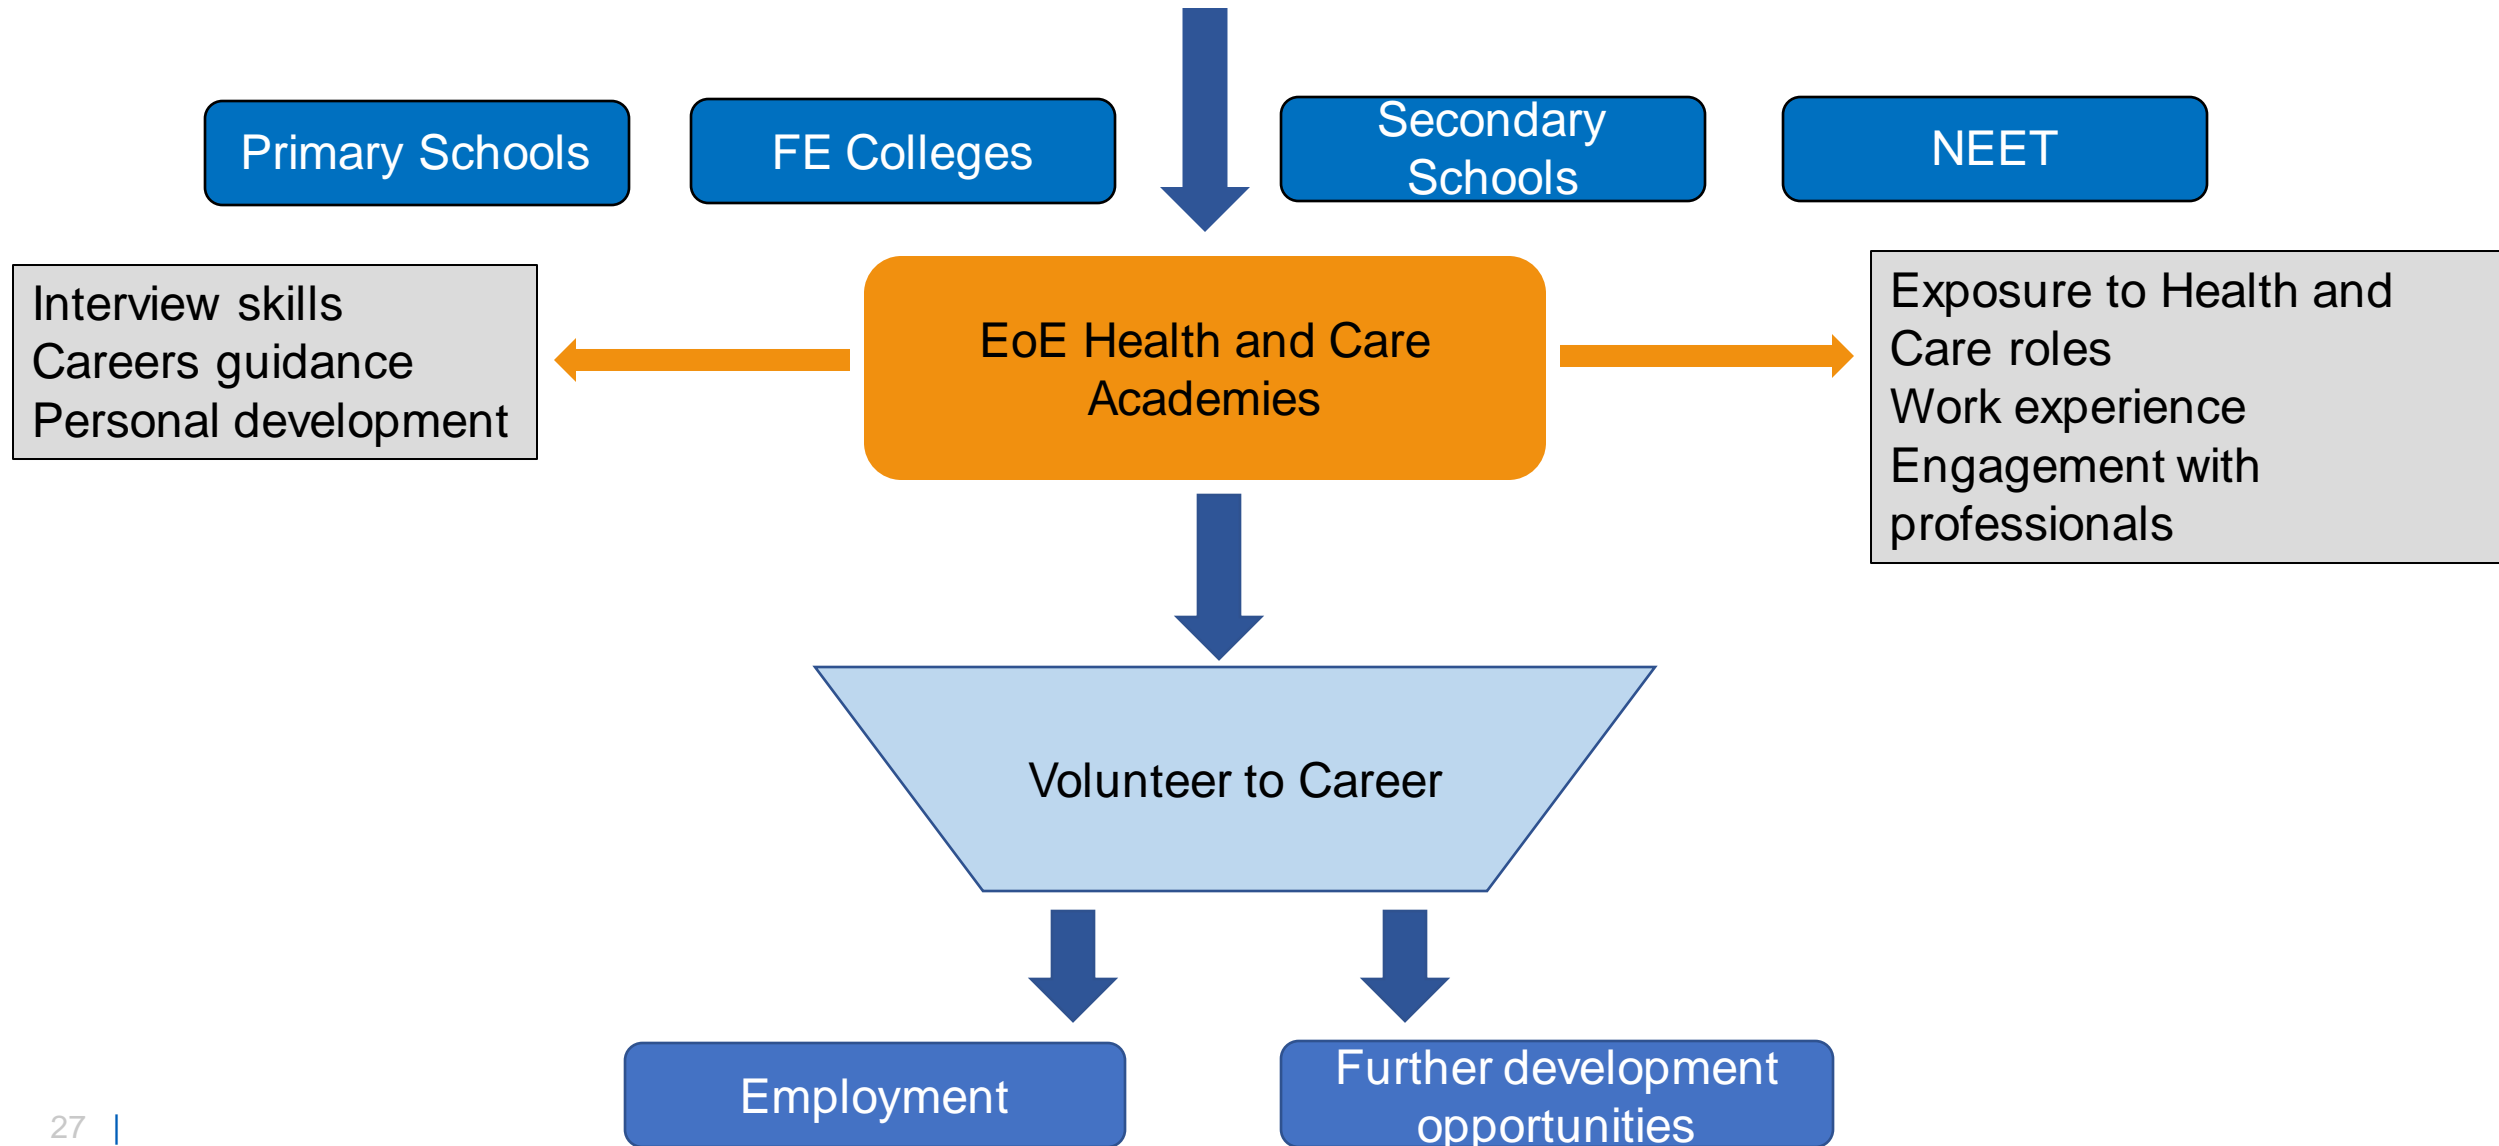 Primary Schools
FE Colleges
Secondary
Schools
NEET
Interview skills
Careers guidance
Personal development
EoE Health and Care
Academies
Exposure to Health and
Care roles
Work experience
Engagement with
professionals
Volunteer to Career
Employment
Further development
opportunities
27 |